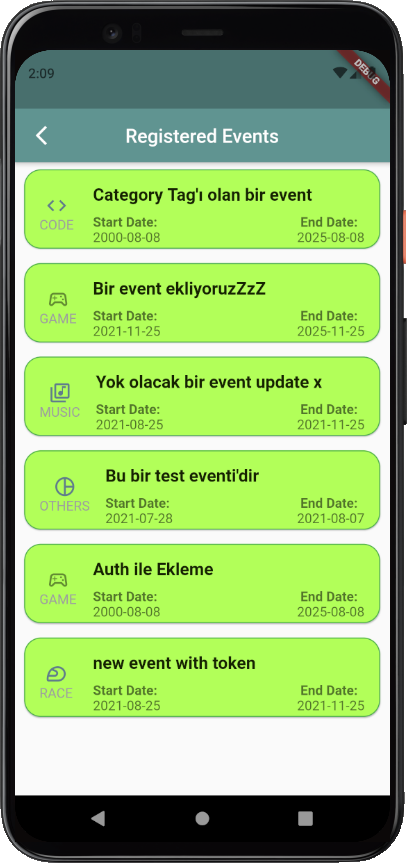 2:09
DEBUG
Registered Events
Category Tag'ı olan bir event
CODE
Start Date:
End Date:
2000-08-08
2025-08-08
Bir event ekliyoruzZzZ
GAME
Start Date:
End Date:
2021-11-25
2025-11-25
Yok olacak bir event update x
MUSIC
Start Date:
End Date:
2021-08-25
2021-11-25
Bu bir test eventi'dir
OTHERS
Start Date:
End Date:
2021-07-28
2021-08-07
Auth ile Ekleme
GAME
Start Date:
End Date:
2000-08-08
2025-08-08
new event with token
RACE
Start Date:
End Date:
2021-08-25
2021-11-25